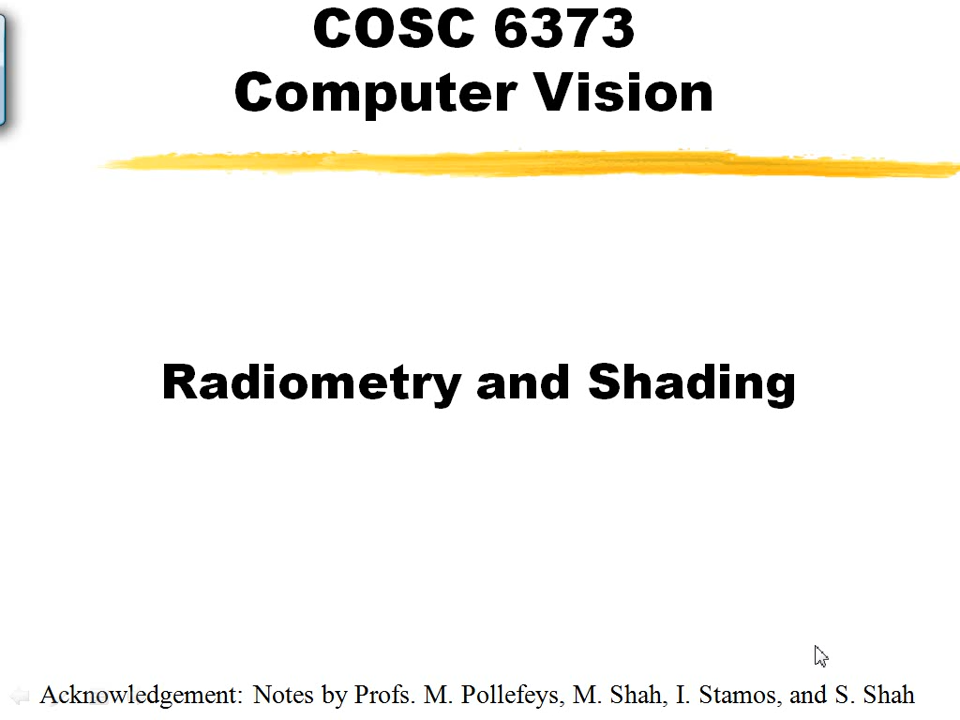 COSC 6373
Computer Vision
Radiometry and Shading
Acknowledgement: Notes by Profs. M. Pollefeys, M. Shah, I. Stamos, and S. Shah